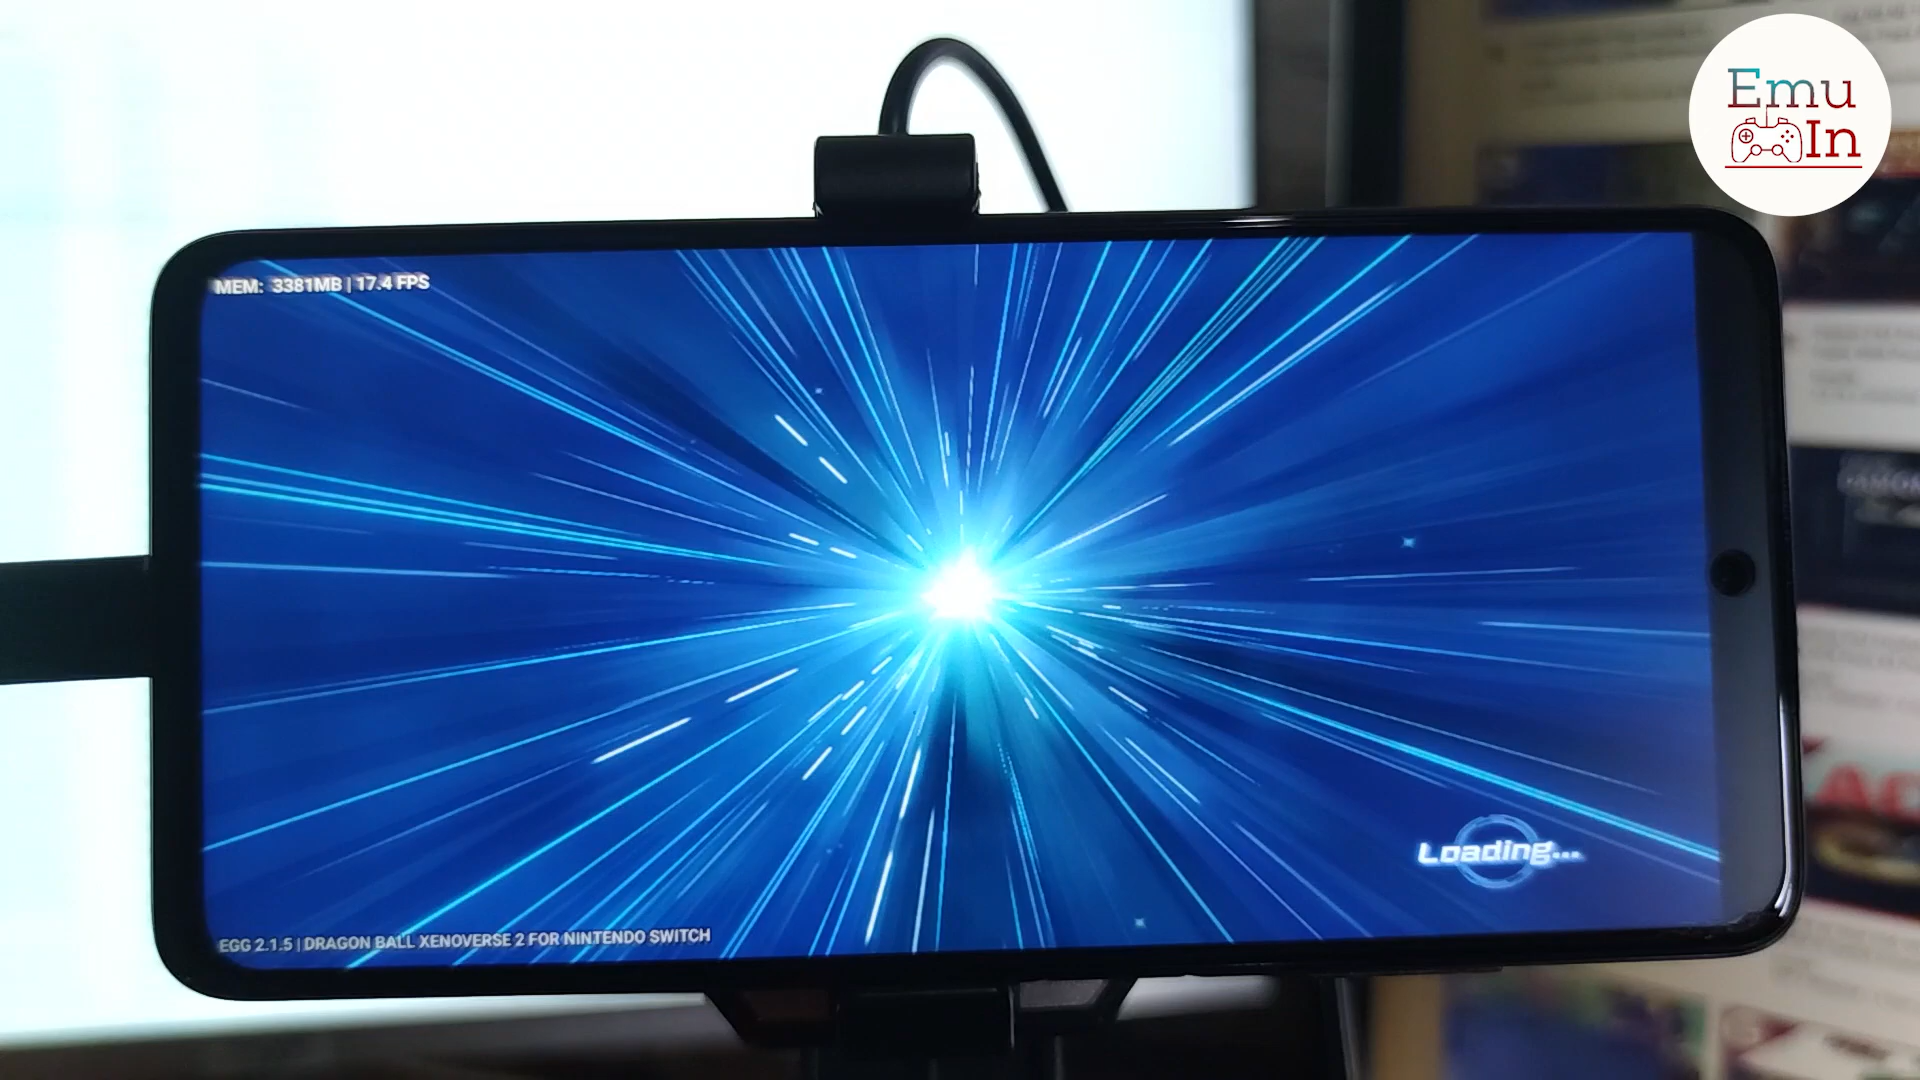 Emu
In
MEM: 3381MB | 17.4 FPS
Loading...
EGG 2.1.5 | DRAGON BALL XENOVERSE 2 FOR NINTENDO SWITCH